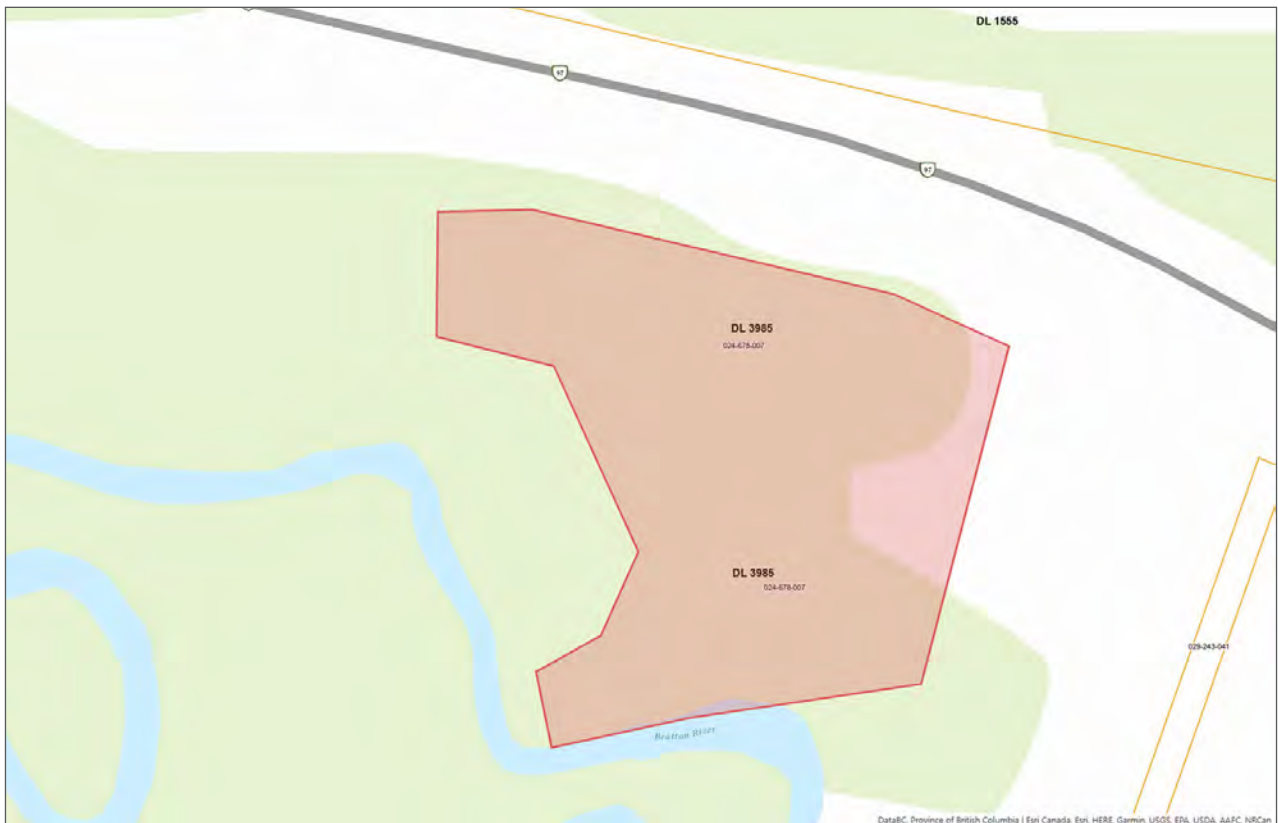 DL 1555
97
97
DL 3985
024-678-007
DL 3985
024-678-007
029-243-041
Beatton River
DataBC, Province of British Columbia | Esri Canada, Esri, HERE, Garmin, USGS, EPA, USDA, AAFC, NRCan